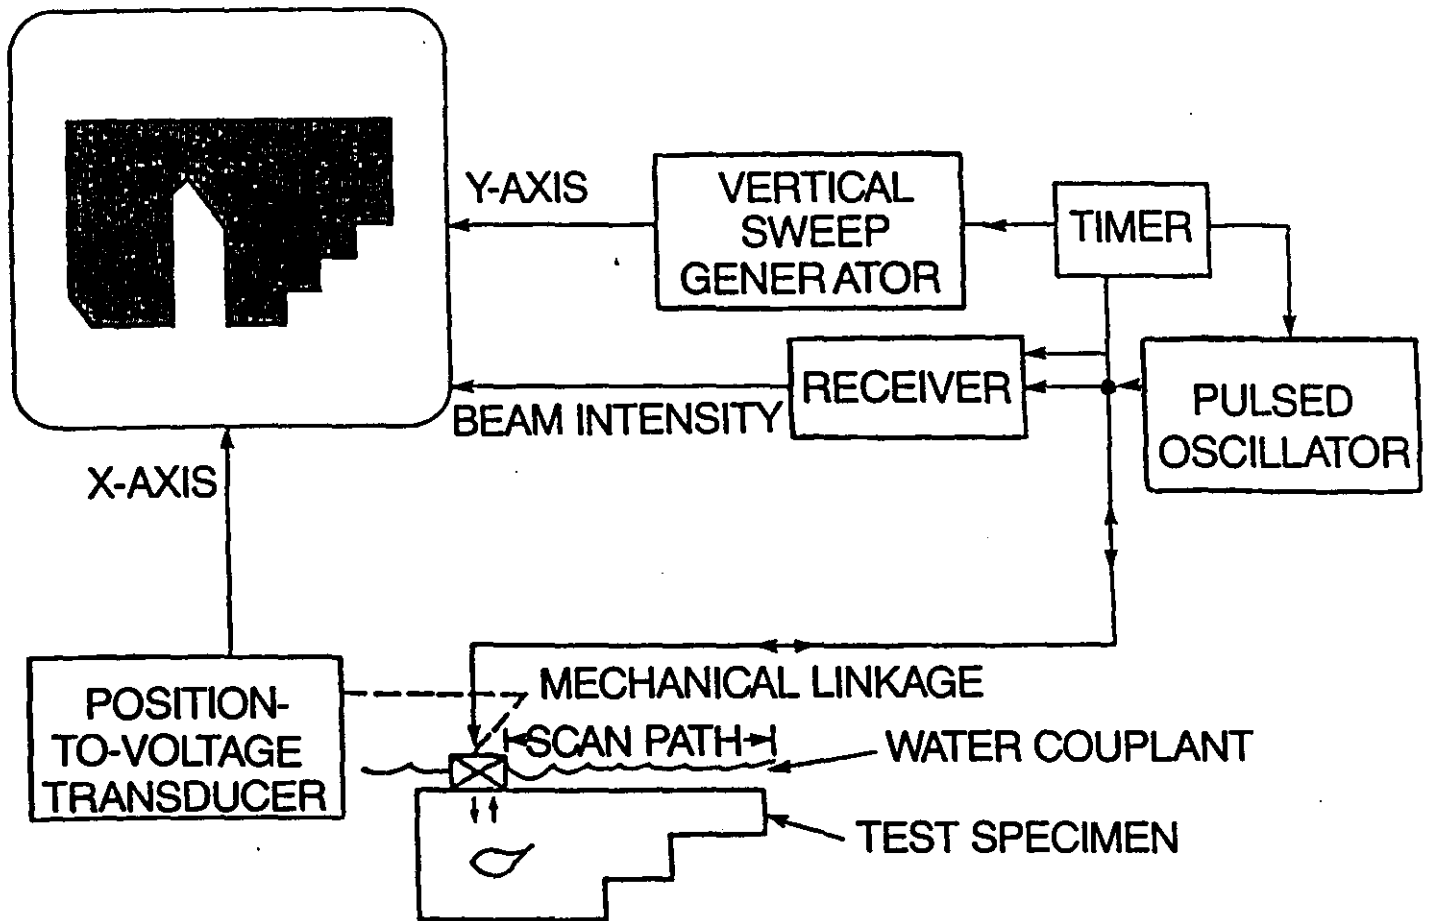 Y-AXIS
VERTICAL
SWEEP
GENERATOR
TIMER
BEAM INTENSITY
RECEIVER
PULSED
OSCILLATOR
X-AXIS
POSITION-
TO-VOLTAGE
TRANSDUCER
MECHANICAL LINKAGE
SCAN PATH
WATER COUPLANT
TEST SPECIMEN